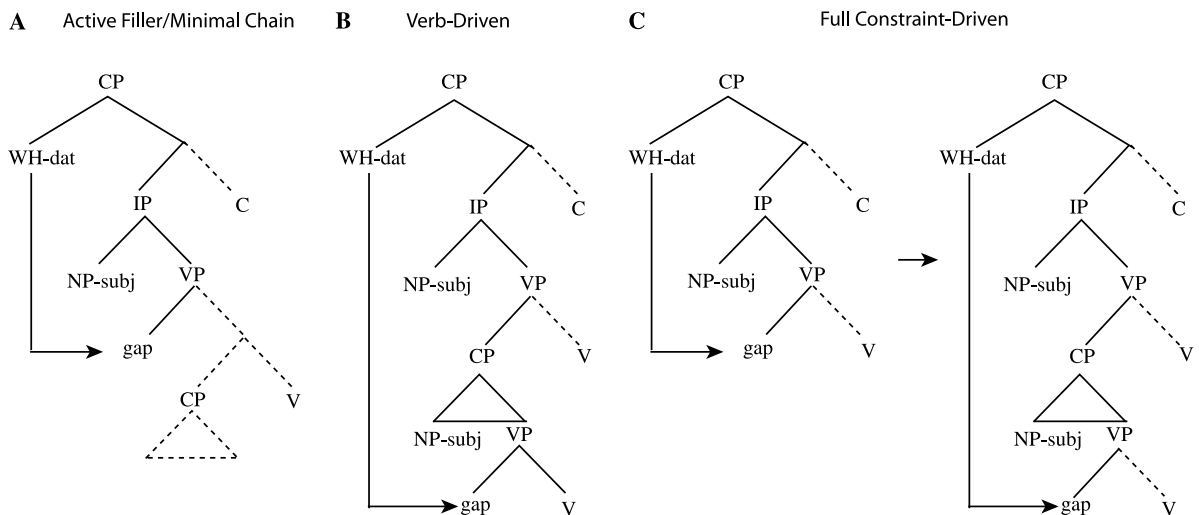 A Active Filler/Minimal Chain
CP
WH-dat
IP
C
NP-subj
VP
gap
CP
V
B Verb-Driven
CP
WH-dat
IP
C
NP-subj
VP
CP
V
NP-subj
VP
gap
V
C Full Constraint-Driven
CP
WH-dat
IP
C
NP-subj
VP
gap
V
CP
WH-dat
IP
C
NP-subj
VP
CP
V
NP-subj
VP
gap
V